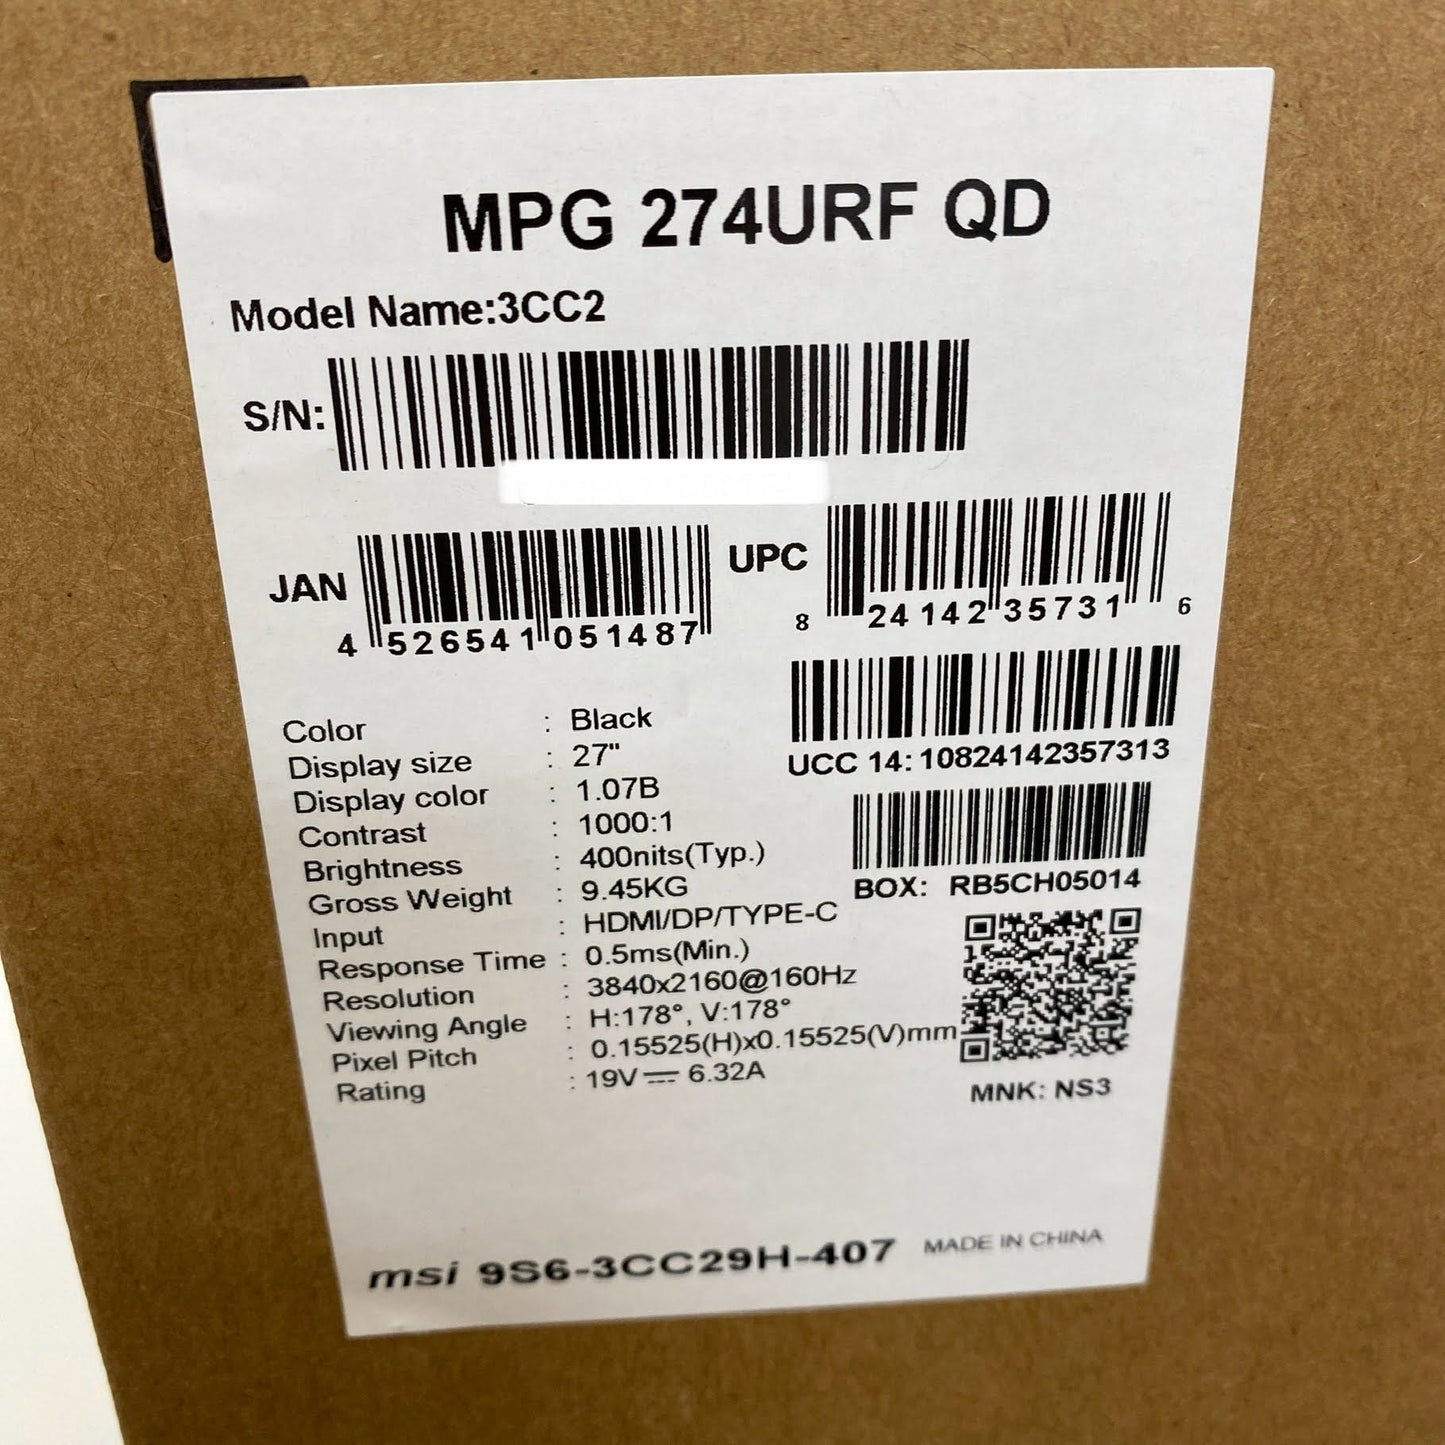 MPG 274URF QD
Model Name:3CC2
S/N:
JAN
4 526541 051487
UPC
8 24142 35731 6
UCC 14: 10824142357313
BOX: RB5CH05014
Color : Black
Display size : 27"
Display color : 1.07B
Contrast : 1000:1
Brightness : 400nits(Typ.)
Gross Weight : 9.45KG
Input : HDMI/DP/TYPE-C
Response Time : 0.5ms(Min.)
Resolution : 3840x2160@160Hz
Viewing Angle : H:178°, V:178°
Pixel Pitch : 0.15525(H)x0.15525(V)mm
Rating : 19V⎓ 6.32A
MNK: NS3
msi 9S6-3CC29H-407 MADE IN CHINA